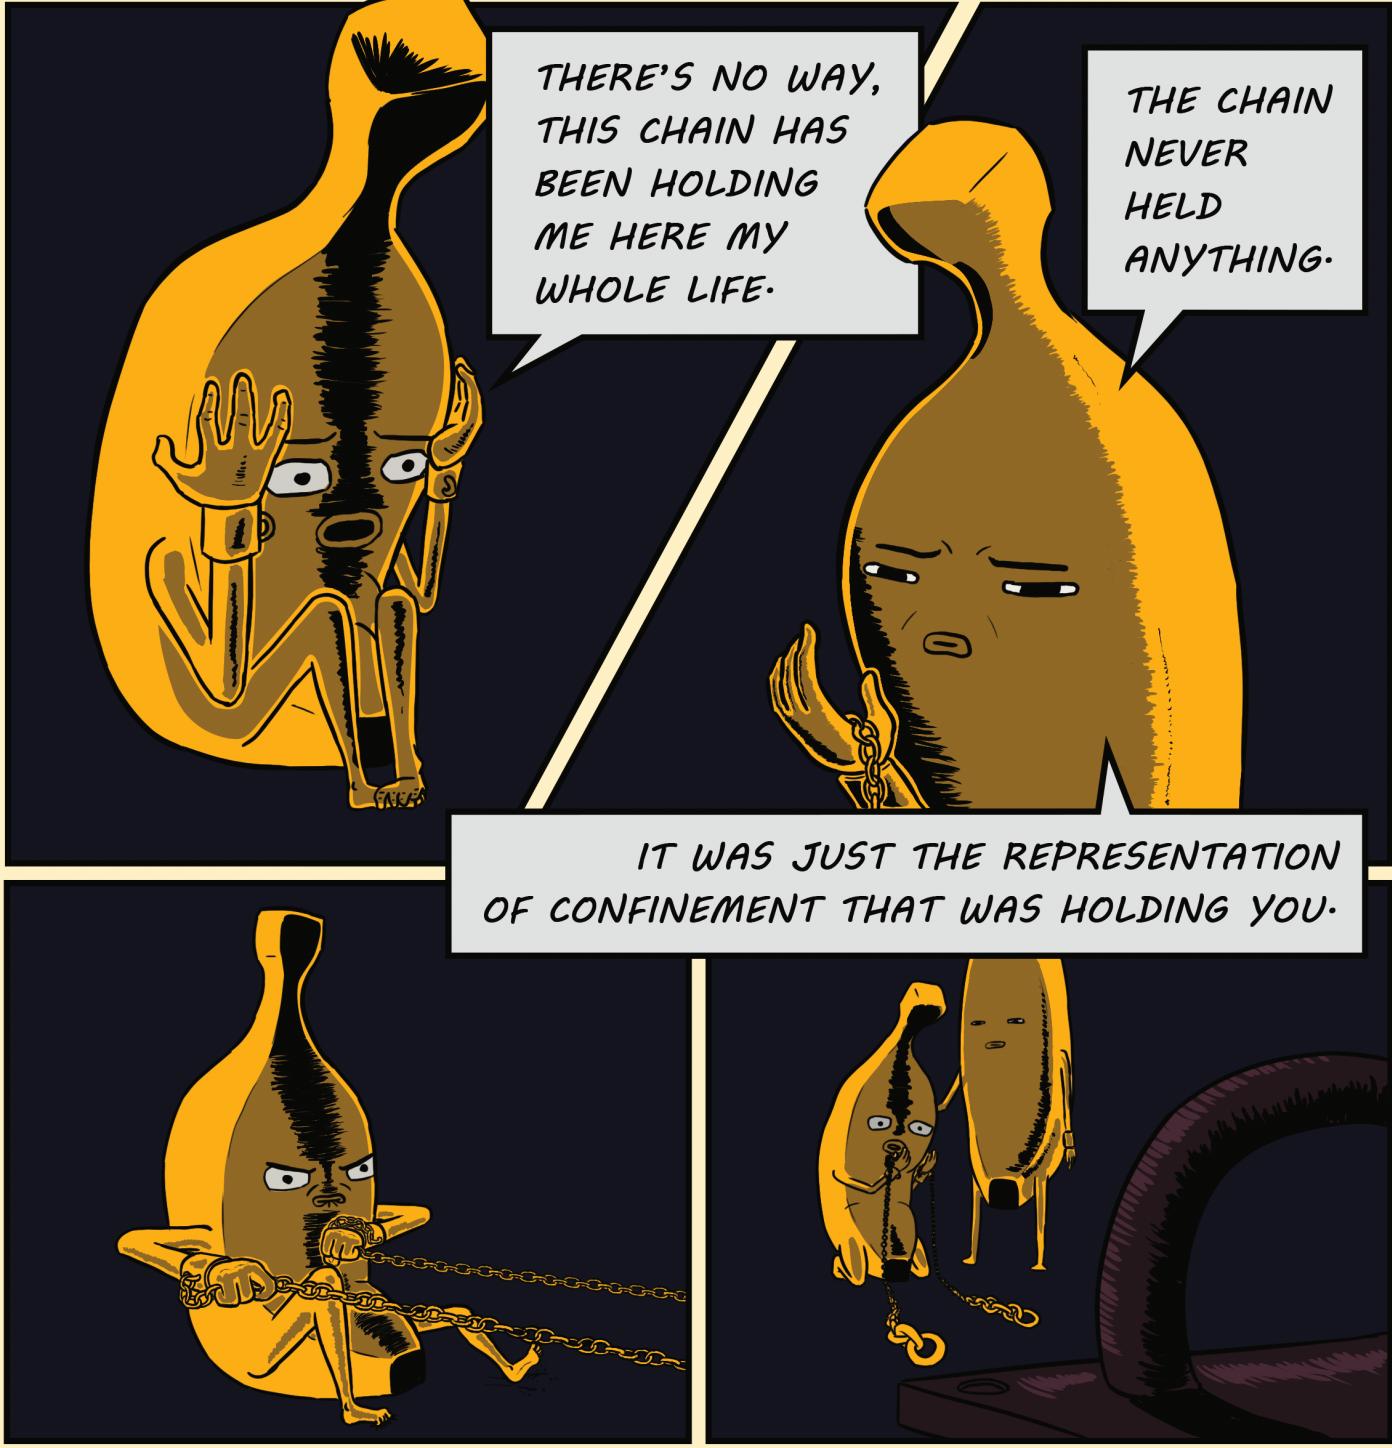 THERE'S NO WAY,
THIS CHAIN HAS
BEEN HOLDING
ME HERE MY
WHOLE LIFE.
THE CHAIN
NEVER
HELD
ANYTHING.
IT WAS JUST THE REPRESENTATION
OF CONFINEMENT THAT WAS HOLDING YOU.